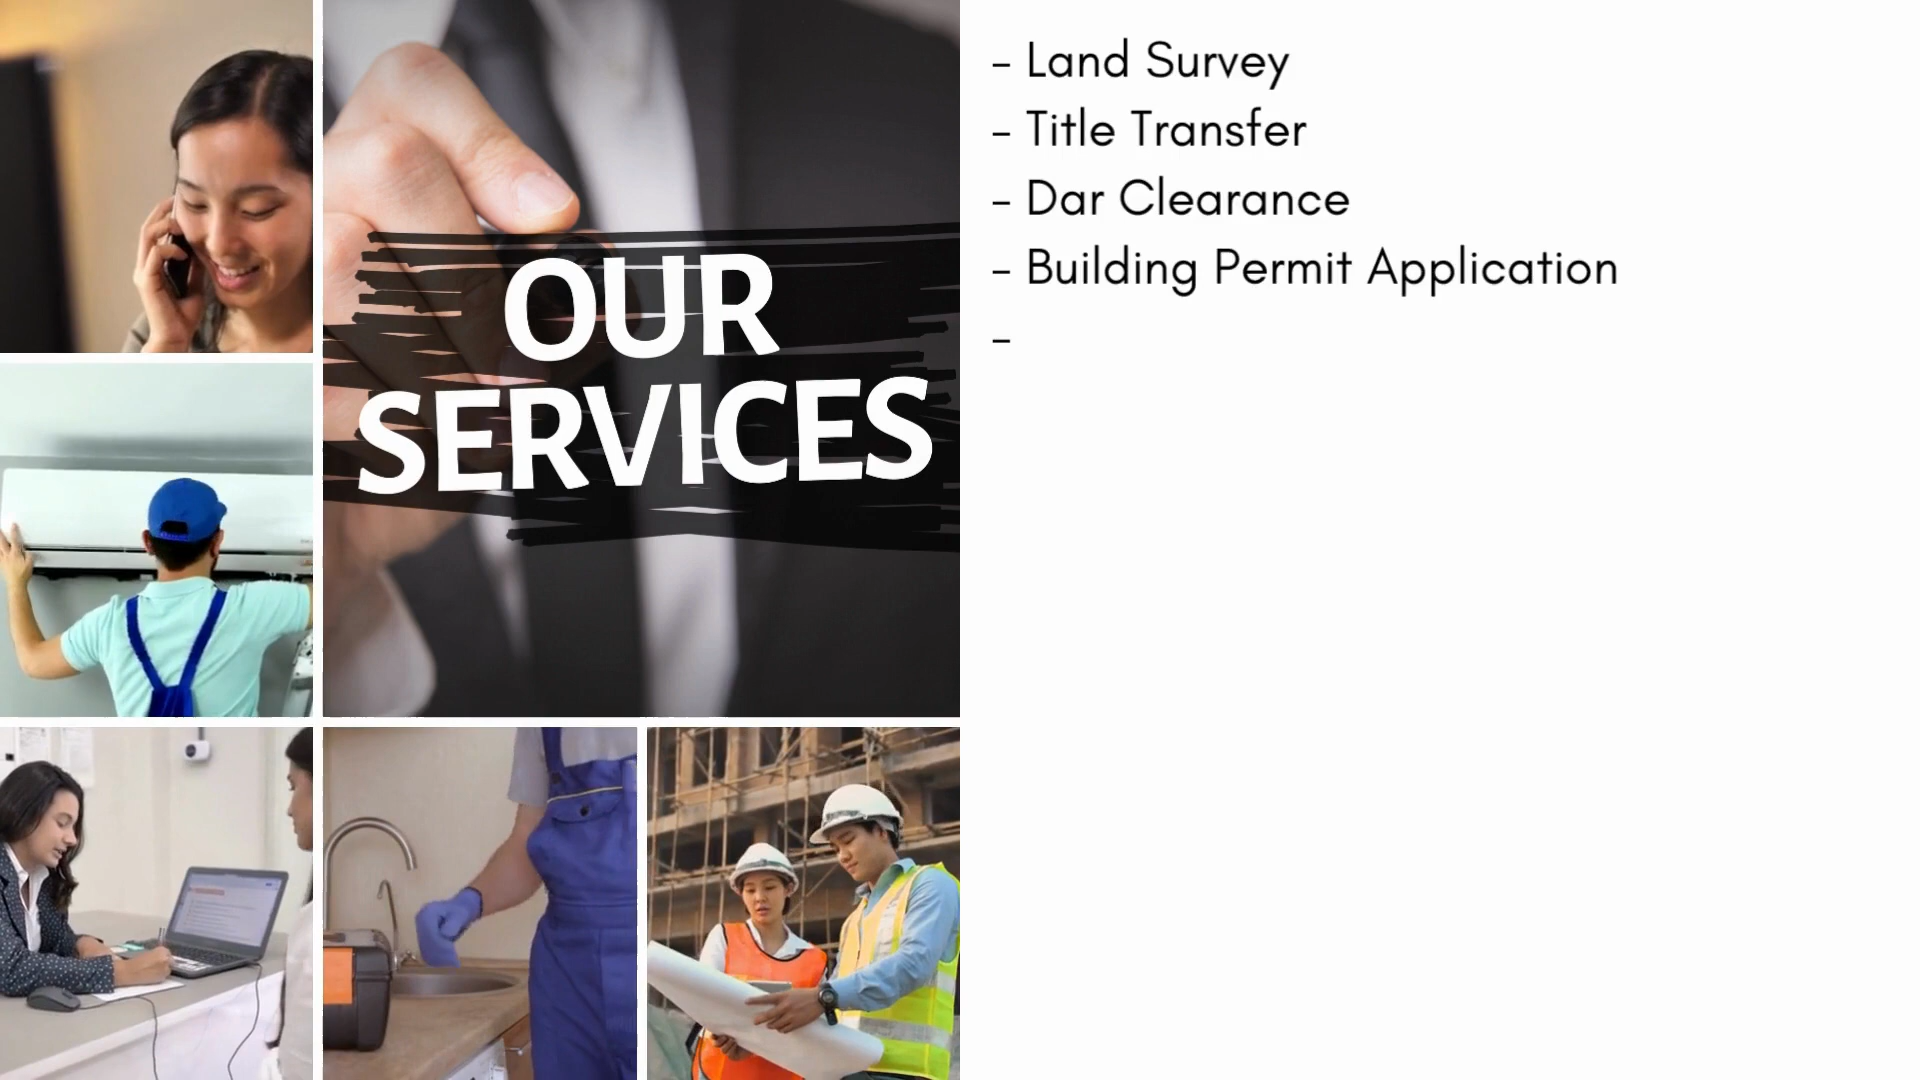 OUR
SERVICES
- Land Survey
- Title Transfer
- Dar Clearance
- Building Permit Application
-